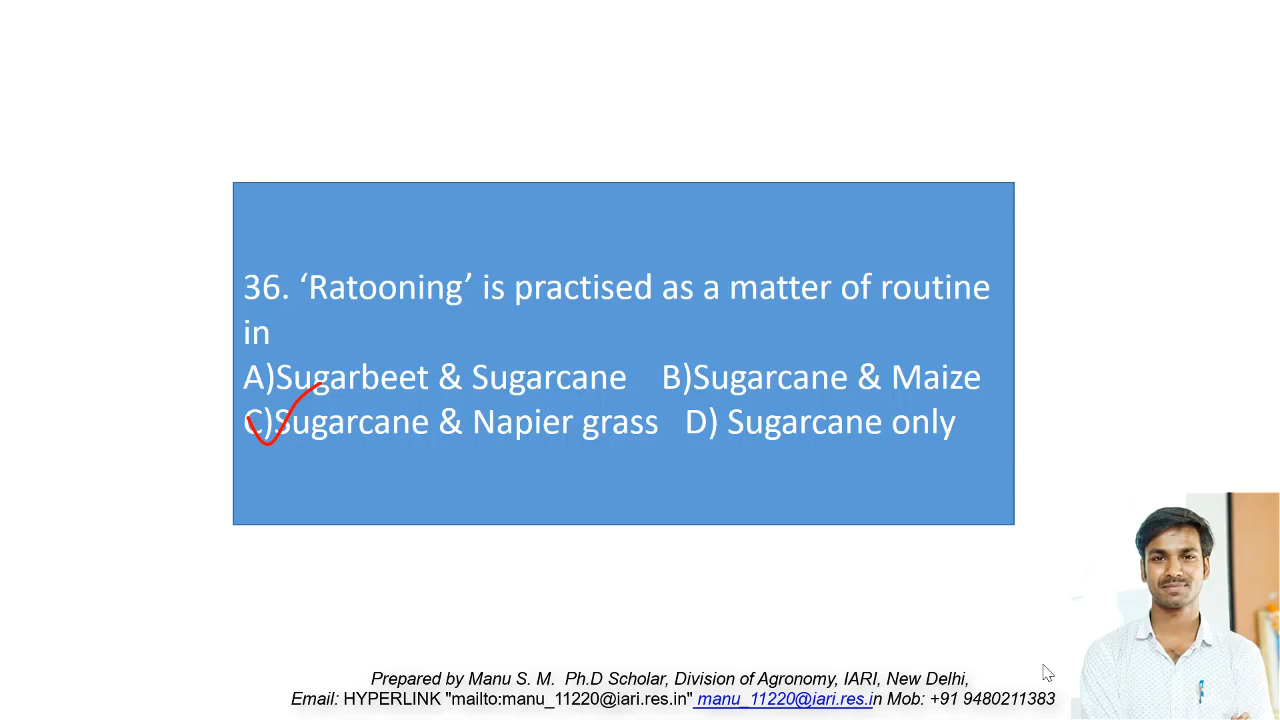 36. ‘Ratooning’ is practised as a matter of routine
in
A)Sugarbeet & Sugarcane    B)Sugarcane & Maize
C)Sugarcane & Napier grass   D) Sugarcane only
Prepared by Manu S. M.  Ph.D Scholar, Division of Agronomy, IARI, New Delhi,
Email: HYPERLINK "mailto:manu_11220@iari.res.in" manu_11220@iari.res.in Mob: +91 9480211383